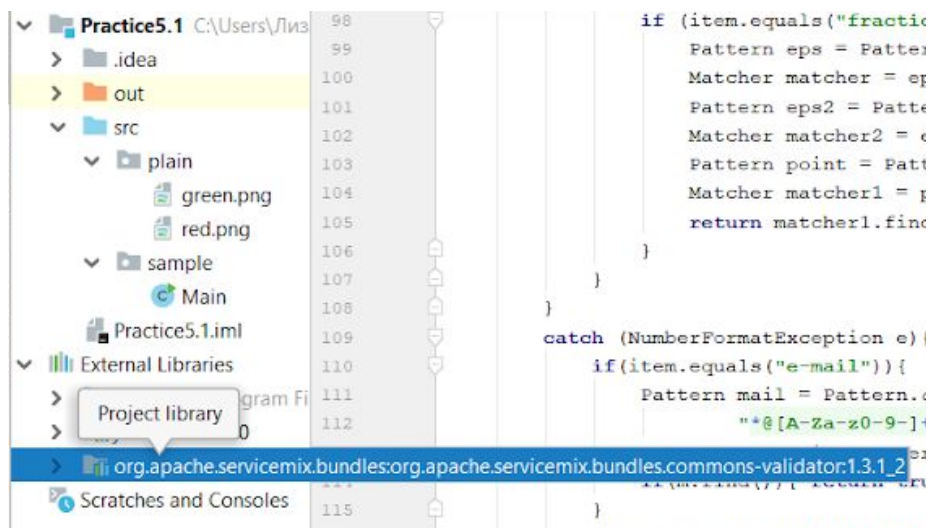 Practice5.1 C:\Users\Лиз
.idea
out
src
plain
green.png
red.png
sample
Main
Practice5.1.iml
External Libraries
Project library
org.apache.servicemix.bundles:org.apache.servicemix.bundles.commons-validator:1.3.1_2
Scratches and Consoles
98 if (item.equals("fractio
99 Pattern eps = Patter
100 Matcher matcher = ep
101 Pattern eps2 = Patte
102 Matcher matcher2 = e
103 Pattern point = Patt
104 Matcher matcher1 = p
105 return matcher1.find
106 }
107 }
108 }
109 catch (NumberFormatException e){
110 if(item.equals("e-mail")){
111 Pattern mail = Pattern.c
112 "*@[A-Za-z0-9-]+
115 }